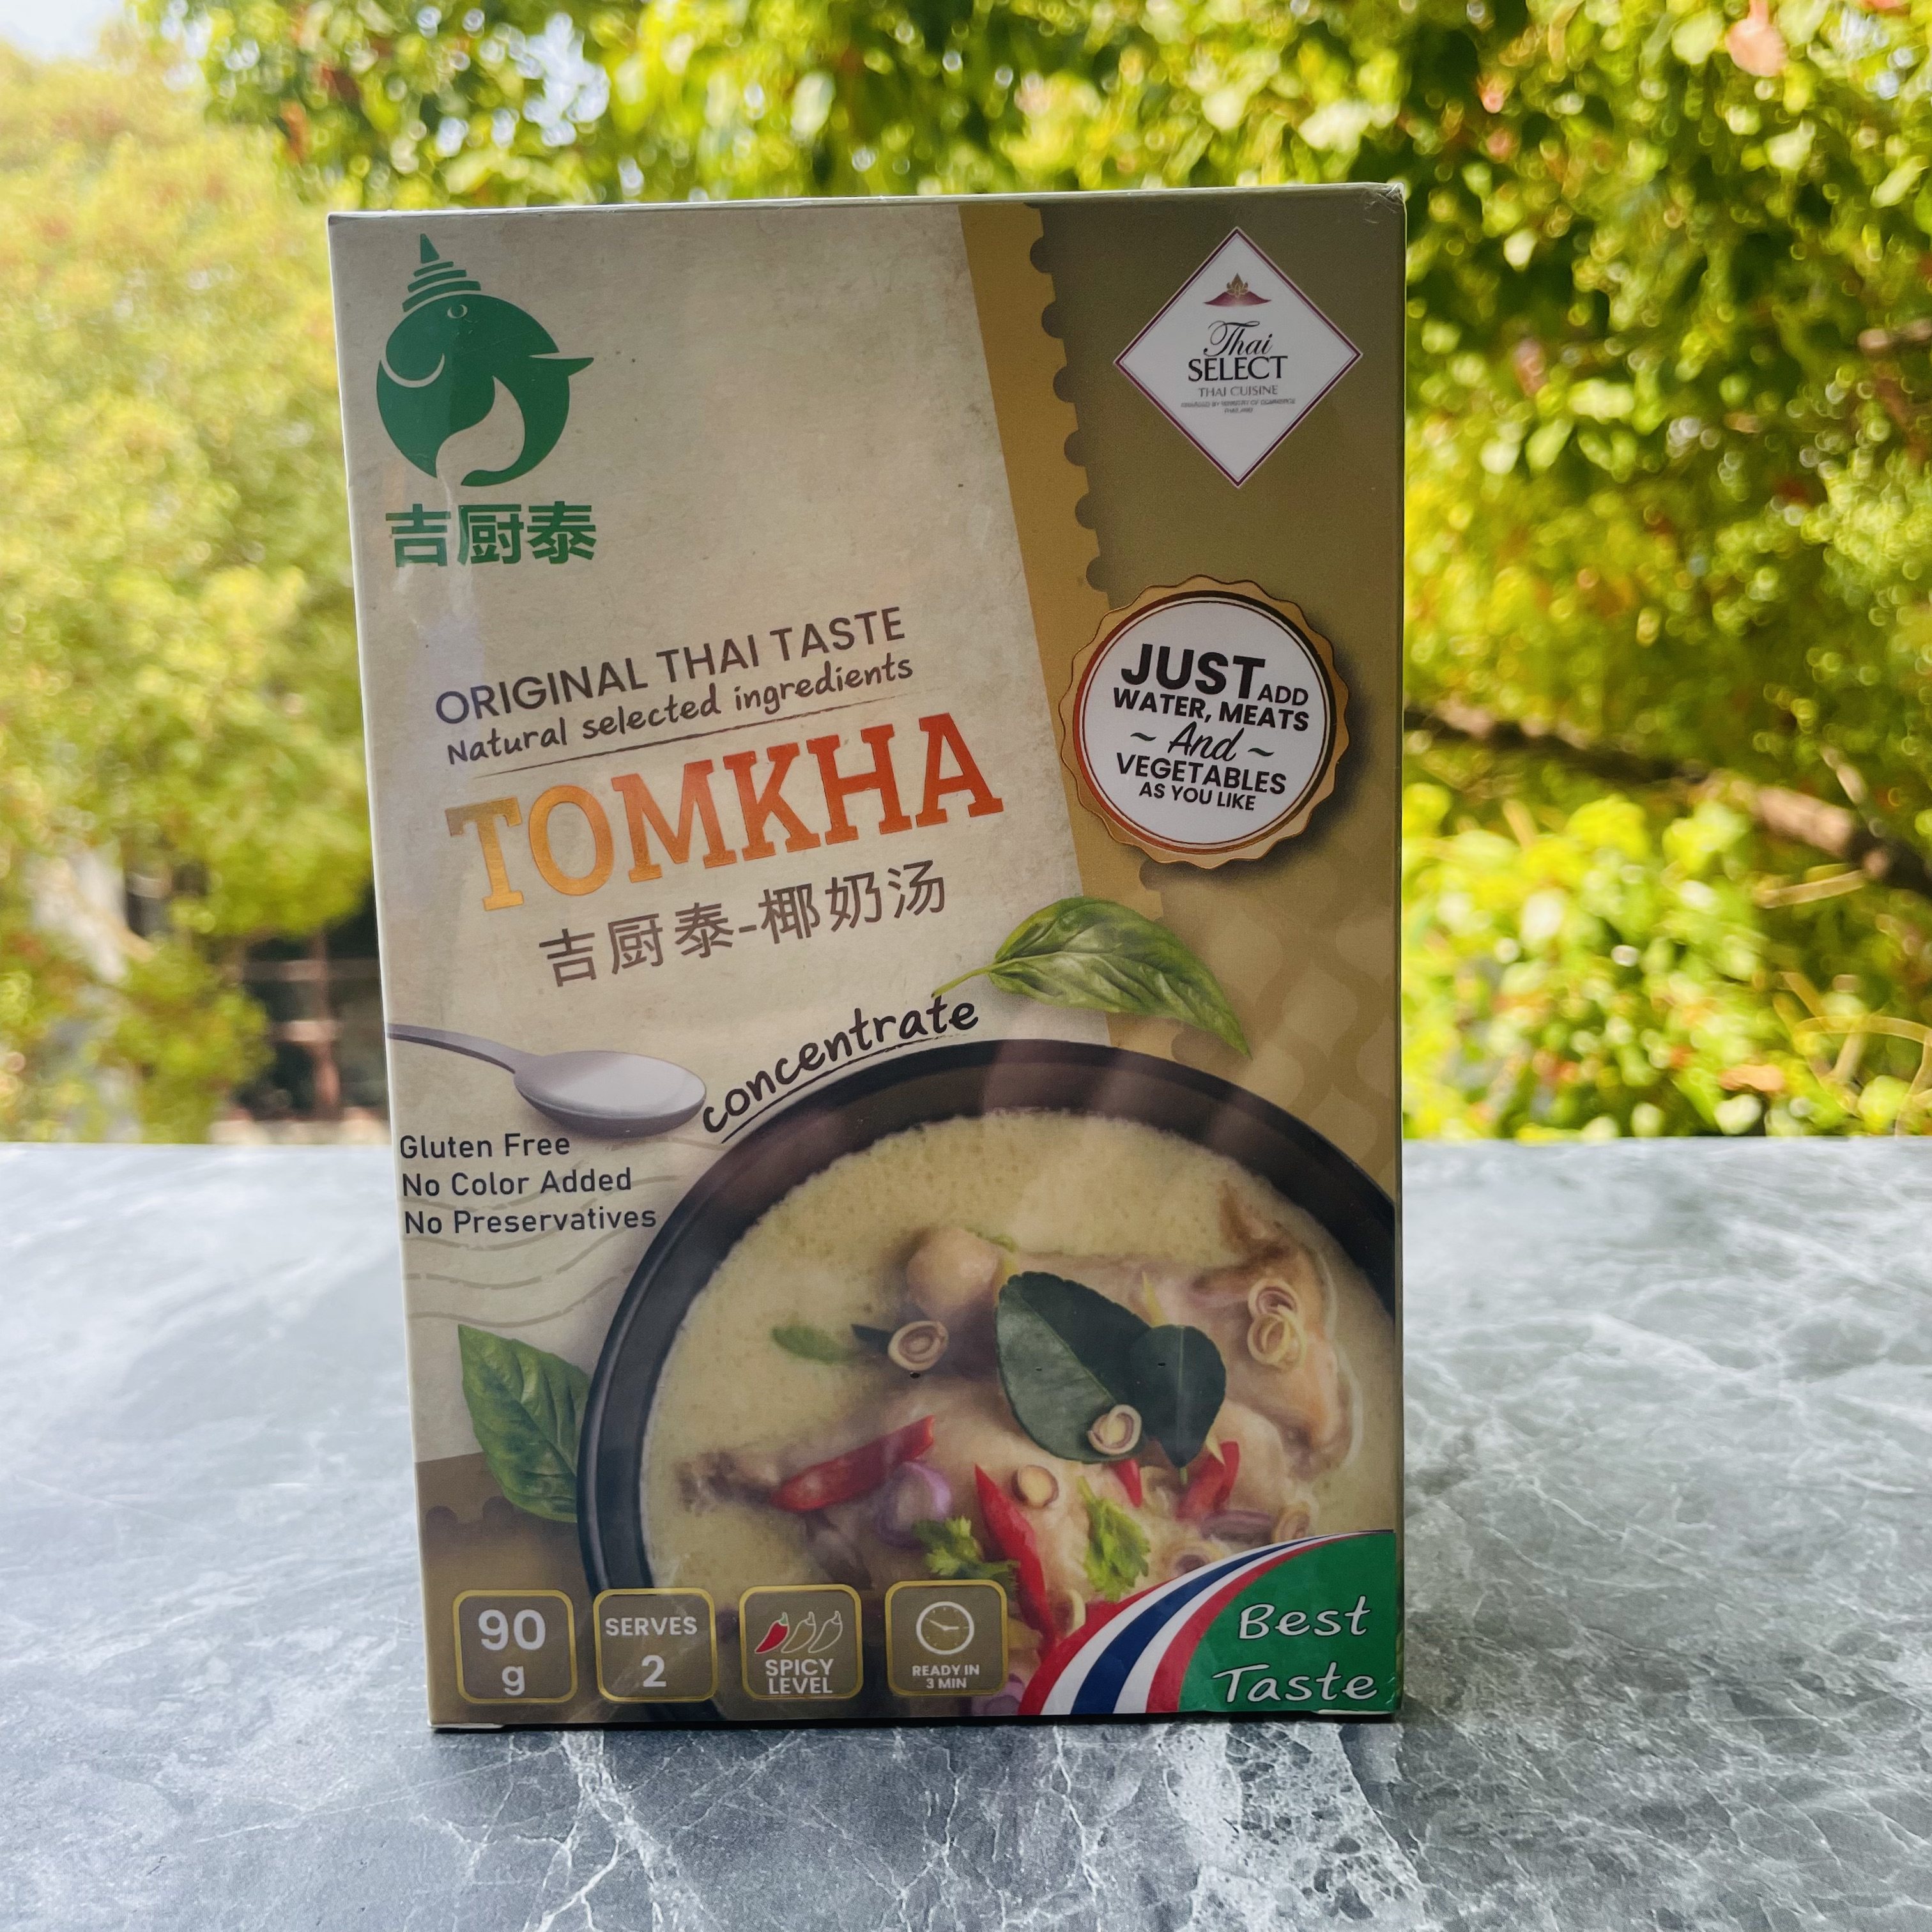 吉厨泰
Thai
SELECT
THAI CUISINE
ORIGINAL THAI TASTE
Natural selected ingredients
TOMKHA
吉厨泰-椰奶汤
JUST ADD
WATER, MEATS
~ And ~
VEGETABLES
AS YOU LIKE
concentrate
Gluten Free
No Color Added
No Preservatives
90
g
SERVES
2
SPICY
LEVEL
READY IN
3 MIN
Best
Taste